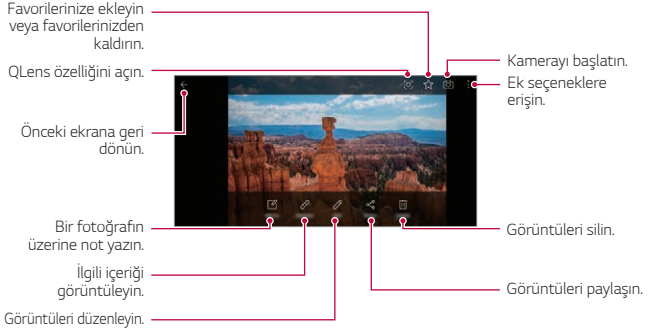 Favorilerinize ekleyin
veya favorilerinizden
kaldırın.
QLens özelliğini açın.
Önceki ekrana geri
dönün.
Bir fotoğrafın
üzerine not yazın.
İlgili içeriği
görüntüleyin.
Görüntüleri düzenleyin.
Kamerayı başlatın.
Ek seçeneklere
erişin.
Görüntüleri silin.
Görüntüleri paylaşın.